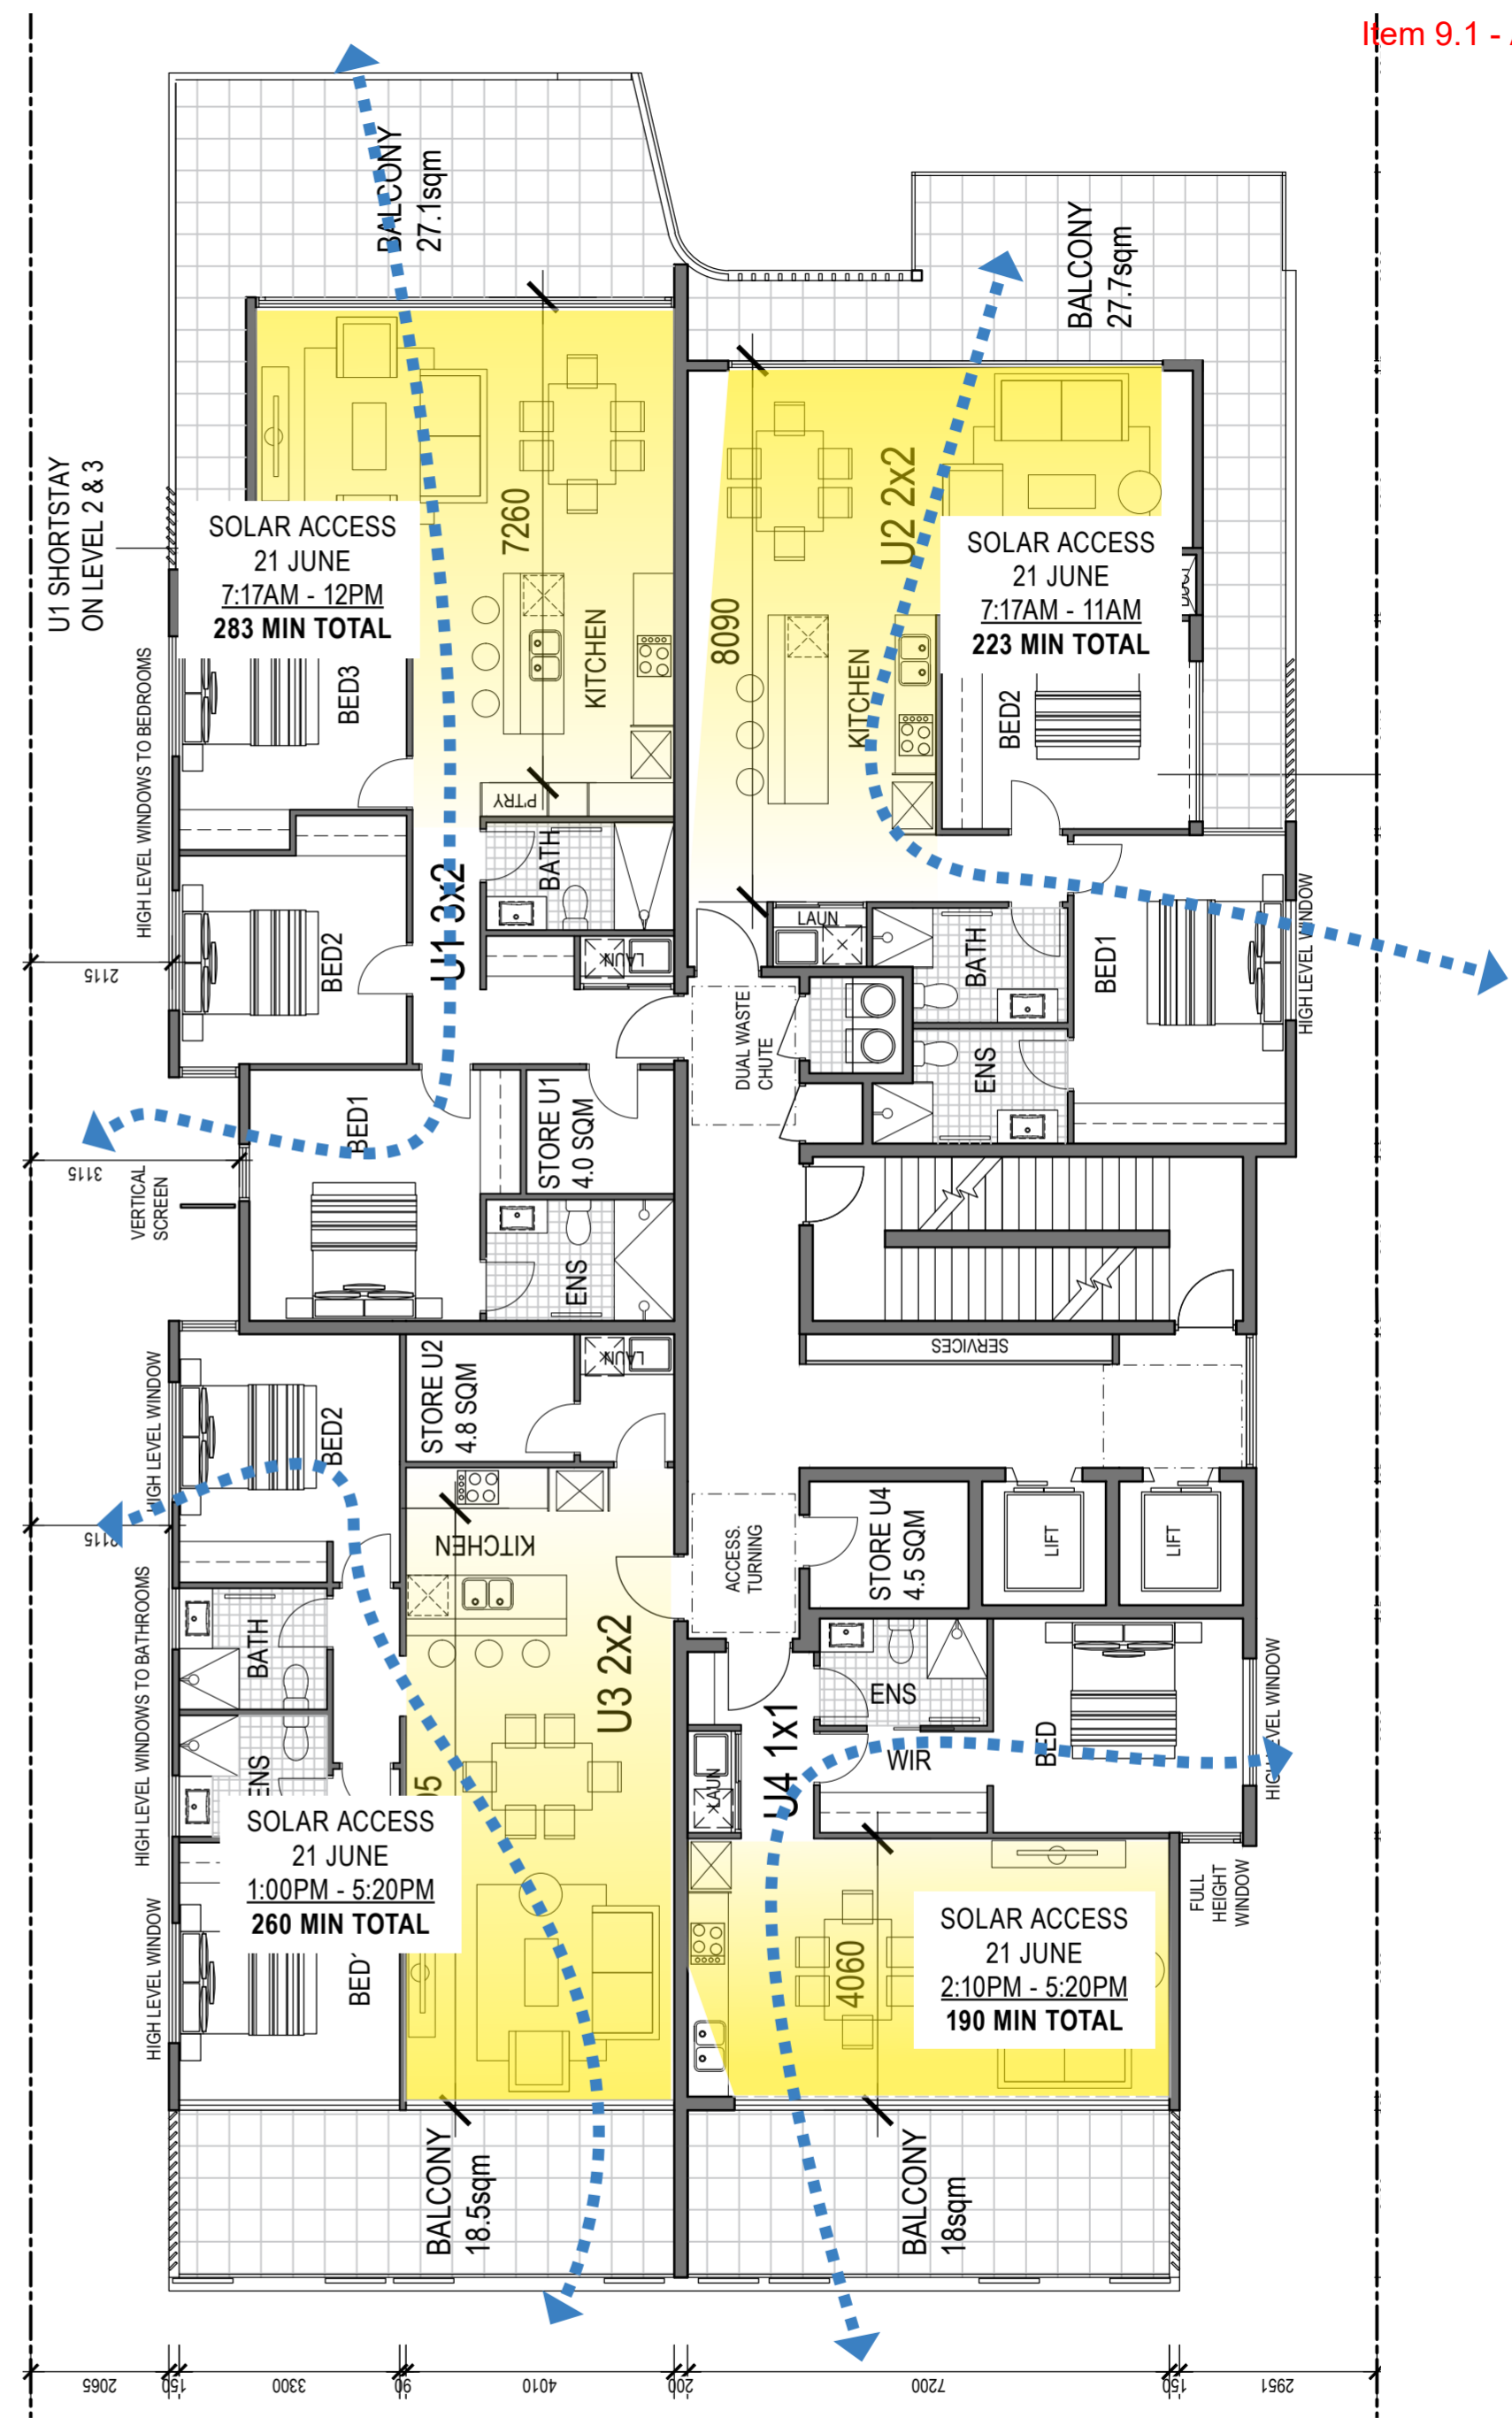 Item 9.1 -
BALCONY
27.1sqm
BALCONY
27.7sqm
U1 SHORTSTAY
ON LEVEL 2 & 3
SOLAR ACCESS
21 JUNE
7:17AM - 12PM
283 MIN TOTAL
7260
KITCHEN
U2 2x2
SOLAR ACCESS
21 JUNE
7:17AM - 11AM
223 MIN TOTAL
8090
KITCHEN
HIGH LEVEL WINDOWS TO BEDROOMS
BED3
BED2
P'TRY
BATH
U1 3x2
BED2
LAUN
LAUN
BATH
BED1
HIGH LEVEL WINDOW
2115
DUAL WASTE
CHUTE
ENS
BED1
STORE U1
4.0 SQM
3115
VERTICAL
SCREEN
ENS
SERVICES
HIGH LEVEL WINDOW
BED2
STORE U2
4.8 SQM
LAUN
2115
KITCHEN
ACCESS.
TURNING
STORE U4
4.5 SQM
LIFT
LIFT
HIGH LEVEL WINDOWS TO BATHROOMS
BATH
U3 2x2
ENS
U4 1x1
WIR
BED
HIGH LEVEL WINDOW
LAUN
ENS
SOLAR ACCESS
21 JUNE
1:00PM - 5:20PM
260 MIN TOTAL
HIGH LEVEL WINDOW
BED
FULL
HEIGHT
WINDOW
4060
SOLAR ACCESS
21 JUNE
2:10PM - 5:20PM
190 MIN TOTAL
BALCONY
18.5sqm
BALCONY
18sqm
2065
150
3300
90
4010
200
7200
150
2951